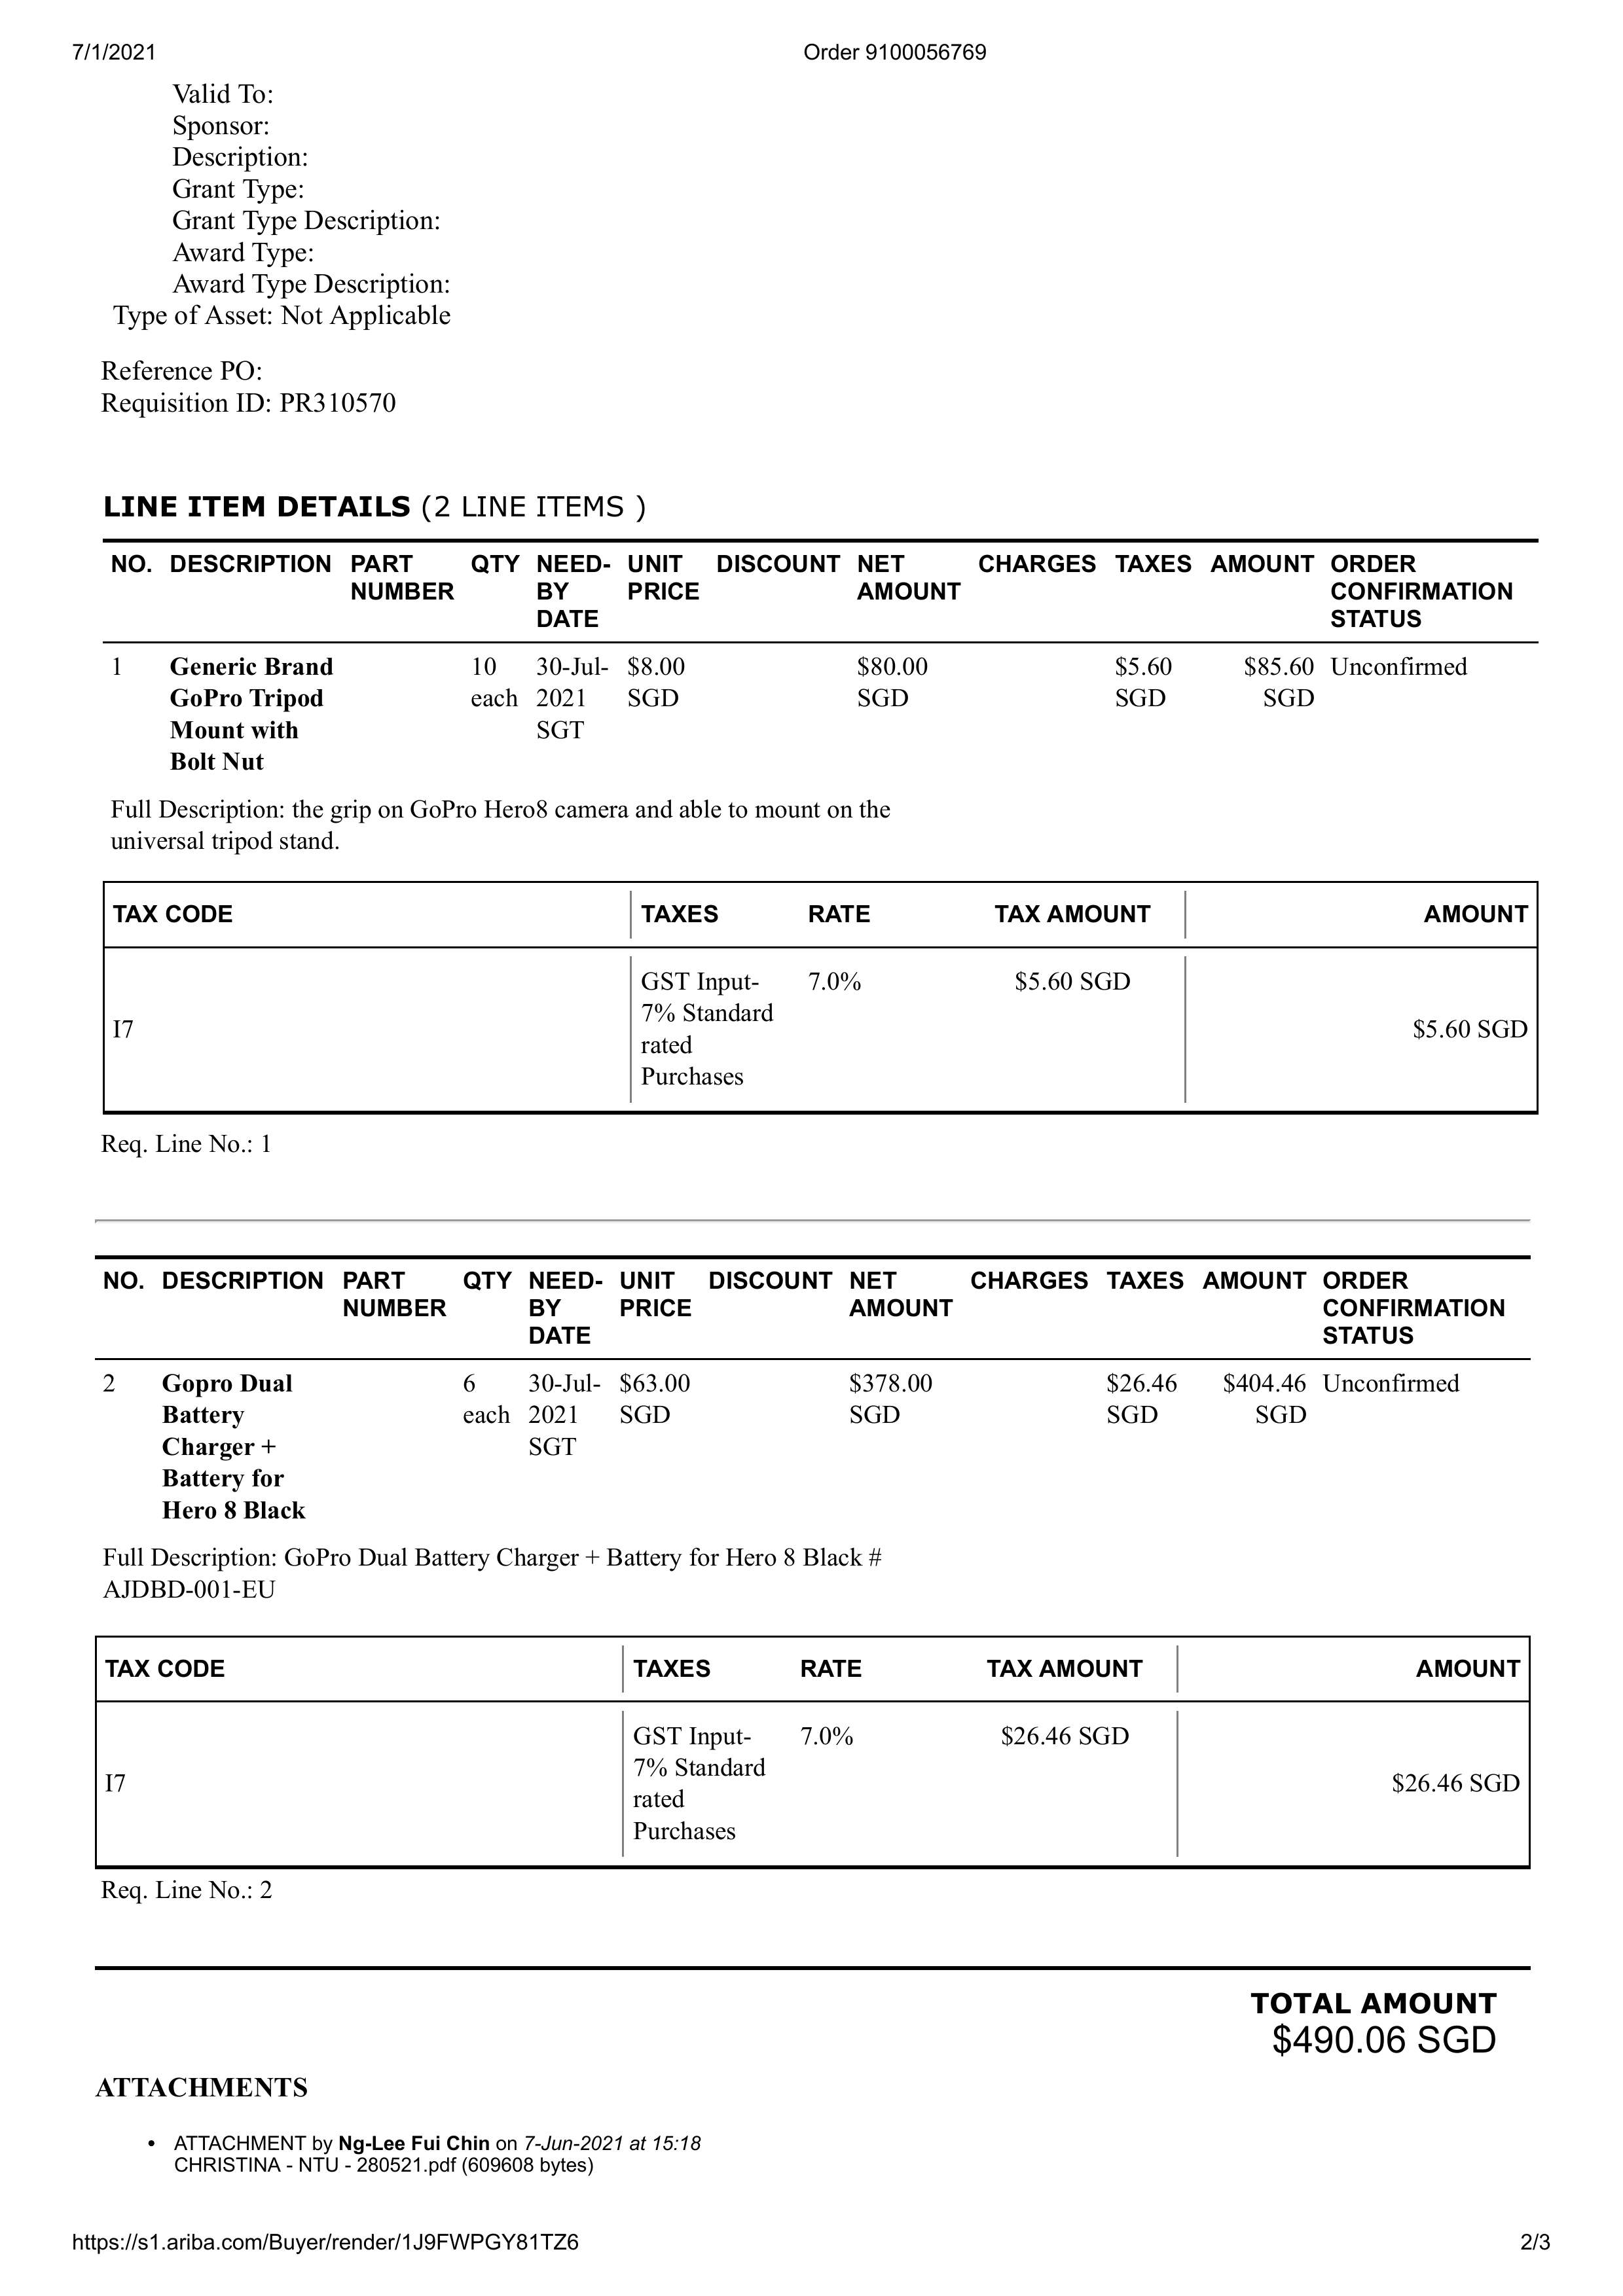 7/1/2021 Order 9100056769
Valid To:
Sponsor:
Description:
Grant Type:
Grant Type Description:
Award Type:
Award Type Description:
Type of Asset: Not Applicable
Reference PO:
Requisition ID: PR310570
LINE ITEM DETAILS (2 LINE ITEMS )
NO. DESCRIPTION PART QTY NEED- UNIT DISCOUNT NET CHARGES TAXES AMOUNT ORDER
NUMBER BY PRICE AMOUNT CONFIRMATION
DATE STATUS
1 Generic Brand 10 30-Jul- $8.00 $80.00 $5.60 $85.60 Unconfirmed
GoPro Tripod each 2021 SGD SGD SGD SGD
Mount with SGT
Bolt Nut
Full Description: the grip on GoPro Hero8 camera and able to mount on the
universal tripod stand.
TAX CODE TAXES RATE TAX AMOUNT AMOUNT
GST Input- 7.0% $5.60 SGD
7% Standard
I7 $5.60 SGD
rated
Purchases
Req. Line No.: 1
NO. DESCRIPTION PART QTY NEED- UNIT DISCOUNT NET CHARGES TAXES AMOUNT ORDER
NUMBER BY PRICE AMOUNT CONFIRMATION
DATE STATUS
2 Gopro Dual 6 30-Jul- $63.00 $378.00 $26.46 $404.46 Unconfirmed
Battery each 2021 SGD SGD SGD SGD
Charger + SGT
Battery for
Hero 8 Black
Full Description: GoPro Dual Battery Charger + Battery for Hero 8 Black #
AJDBD-001-EU
TAX CODE TAXES RATE TAX AMOUNT AMOUNT
GST Input- 7.0% $26.46 SGD
7% Standard
I7 $26.46 SGD
rated
Purchases
Req. Line No.: 2
TOTAL AMOUNT
$490.06 SGD
ATTACHMENTS
• ATTACHMENT by Ng-Lee Fui Chin on 7-Jun-2021 at 15:18
CHRISTINA - NTU - 280521.pdf (609608 bytes)
https://s1.ariba.com/Buyer/render/1J9FWPGY81TZ6 2/3